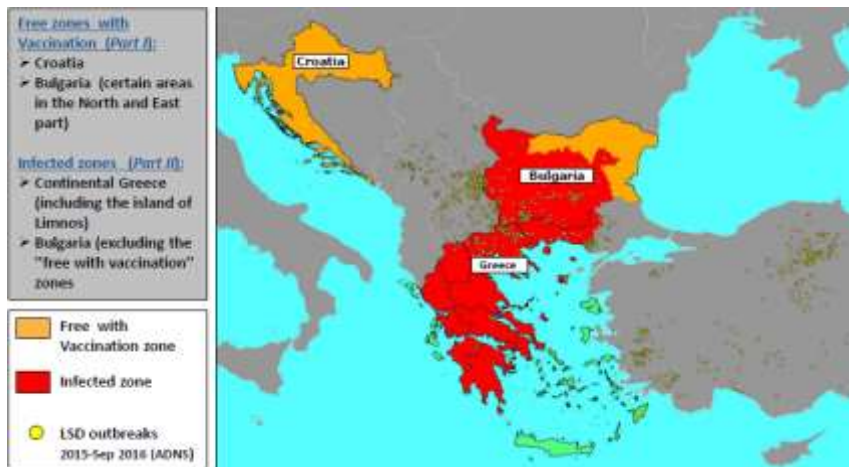 Free zones with
Vaccination (Part I):
➢ Croatia
➢ Bulgaria (certain areas
in the North and East
part)
Infected zones (Part II):
➢ Continental Greece
(including the island of
Limnos)
➢ Bulgaria (excluding the
"free with vaccination"
zones
Free with
Vaccination zone
Infected zone
LSD outbreaks
2015-Sep 2016 (ADNS)
Croatia
Bulgaria
Greece